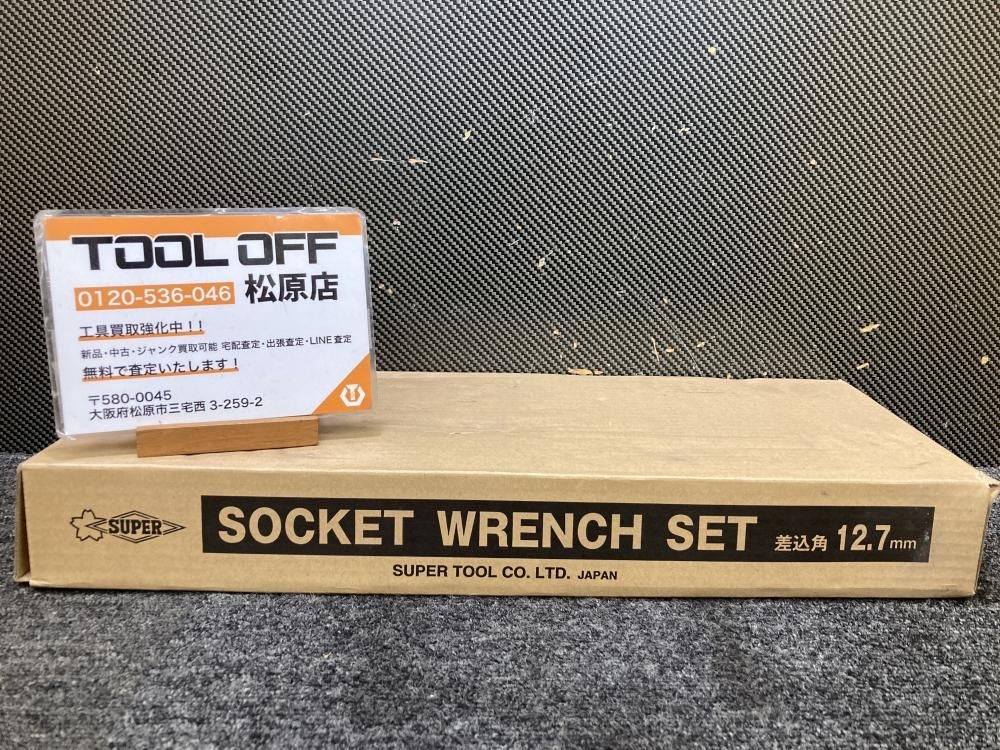 TOOL OFF
0120-536-046 松原店
工具買取強化中！！
新品・中古・ジャンク買取可能 宅配査定・出張査定・LINE査定
無料で査定いたします！
〒580-0045
大阪府松原市三宅西 3-259-2
SUPER SOCKET WRENCH SET 差込角 12.7mm
SUPER TOOL CO. LTD. JAPAN